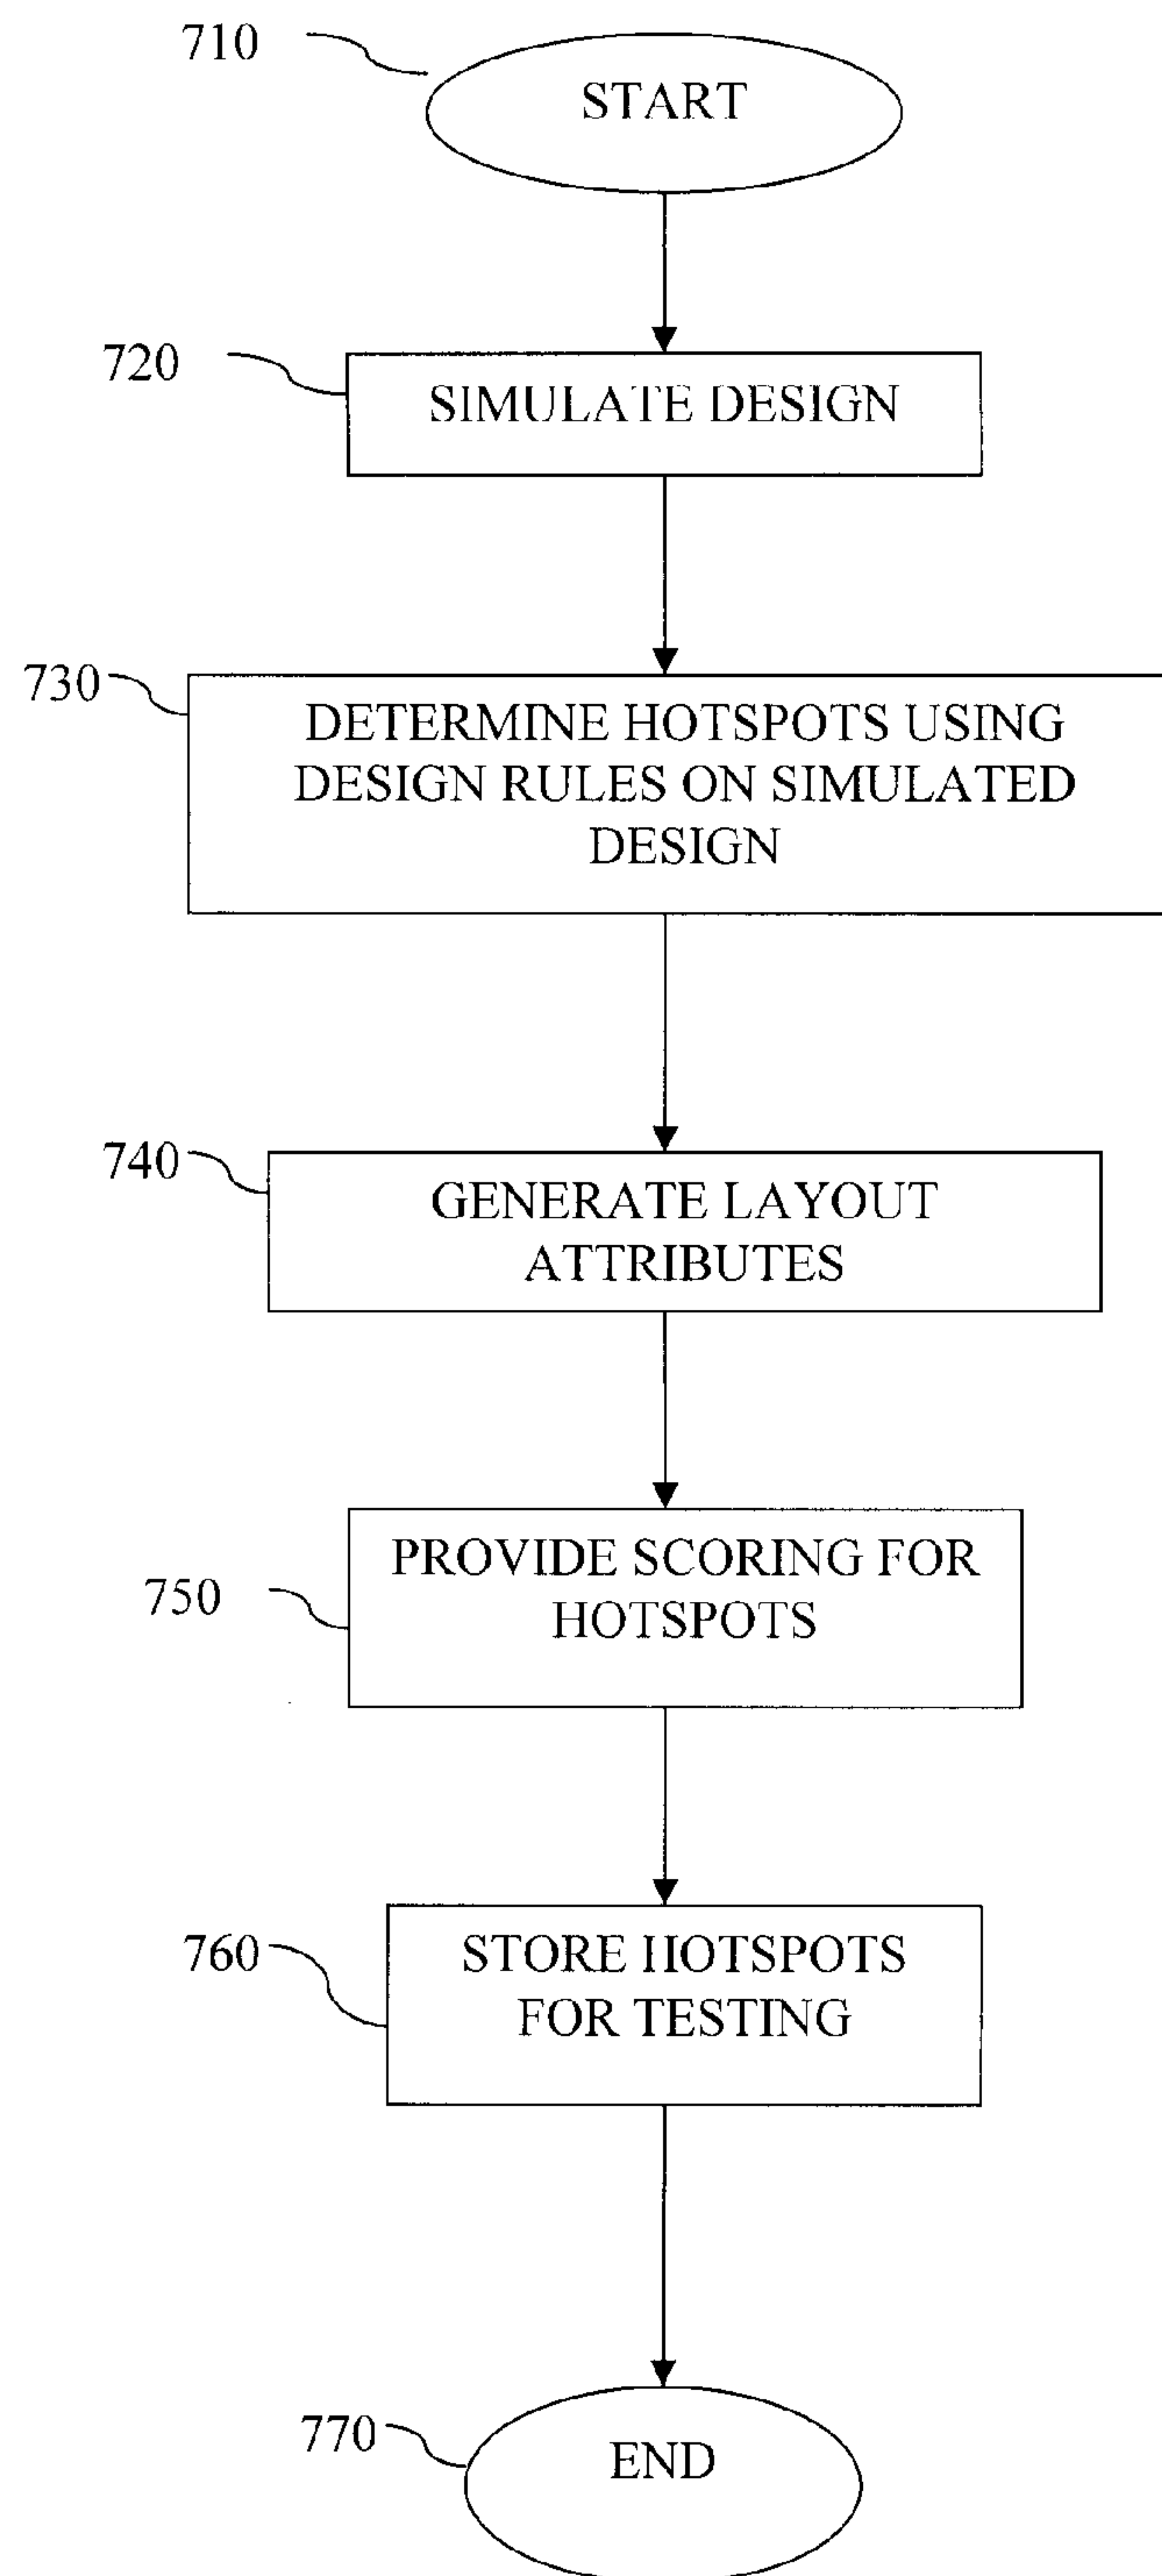 710
START
720
SIMULATE DESIGN
730
DETERMINE HOTSPOTS USING
DESIGN RULES ON SIMULATED
DESIGN
740
GENERATE LAYOUT
ATTRIBUTES
750
PROVIDE SCORING FOR
HOTSPOTS
760
STORE HOTSPOTS
FOR TESTING
770
END